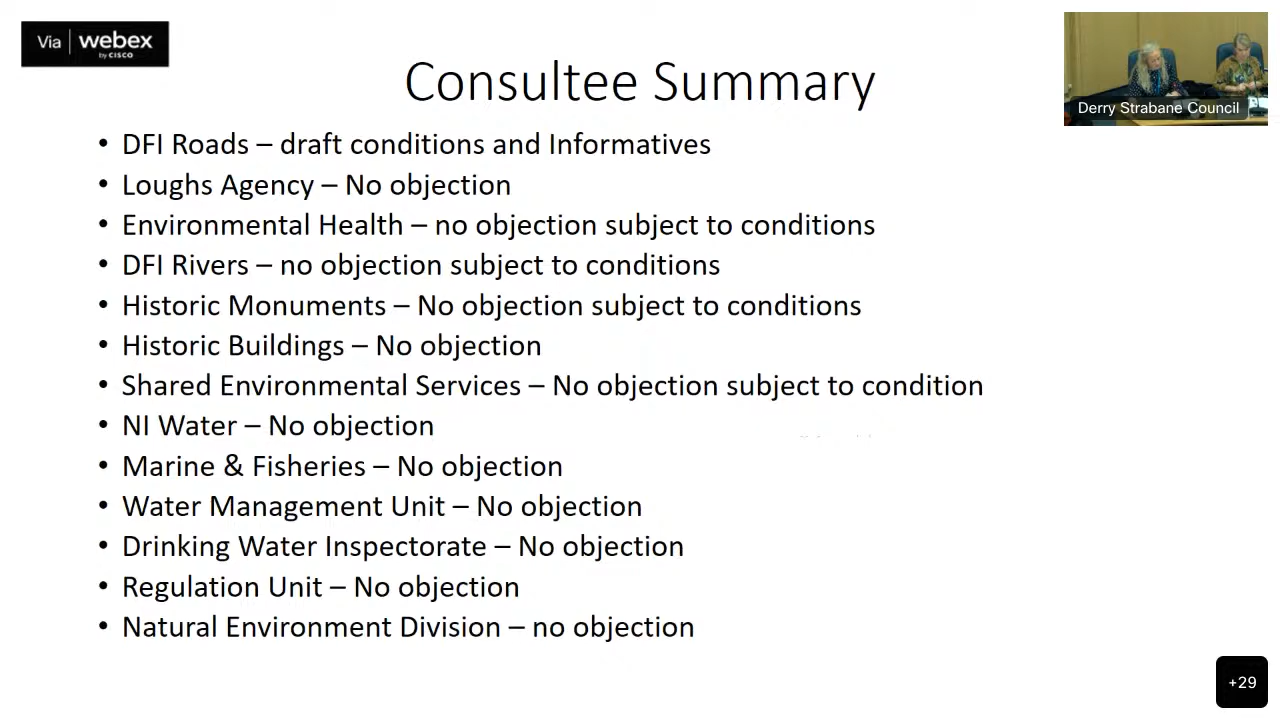 Via webex
by CISCO
Consultee Summary
Derry Strabane Council
• DFI Roads – draft conditions and Informatives
• Loughs Agency – No objection
• Environmental Health – no objection subject to conditions
• DFI Rivers – no objection subject to conditions
• Historic Monuments – No objection subject to conditions
• Historic Buildings – No objection
• Shared Environmental Services – No objection subject to condition
• NI Water – No objection
• Marine & Fisheries – No objection
• Water Management Unit – No objection
• Drinking Water Inspectorate – No objection
• Regulation Unit – No objection
• Natural Environment Division – no objection
+29